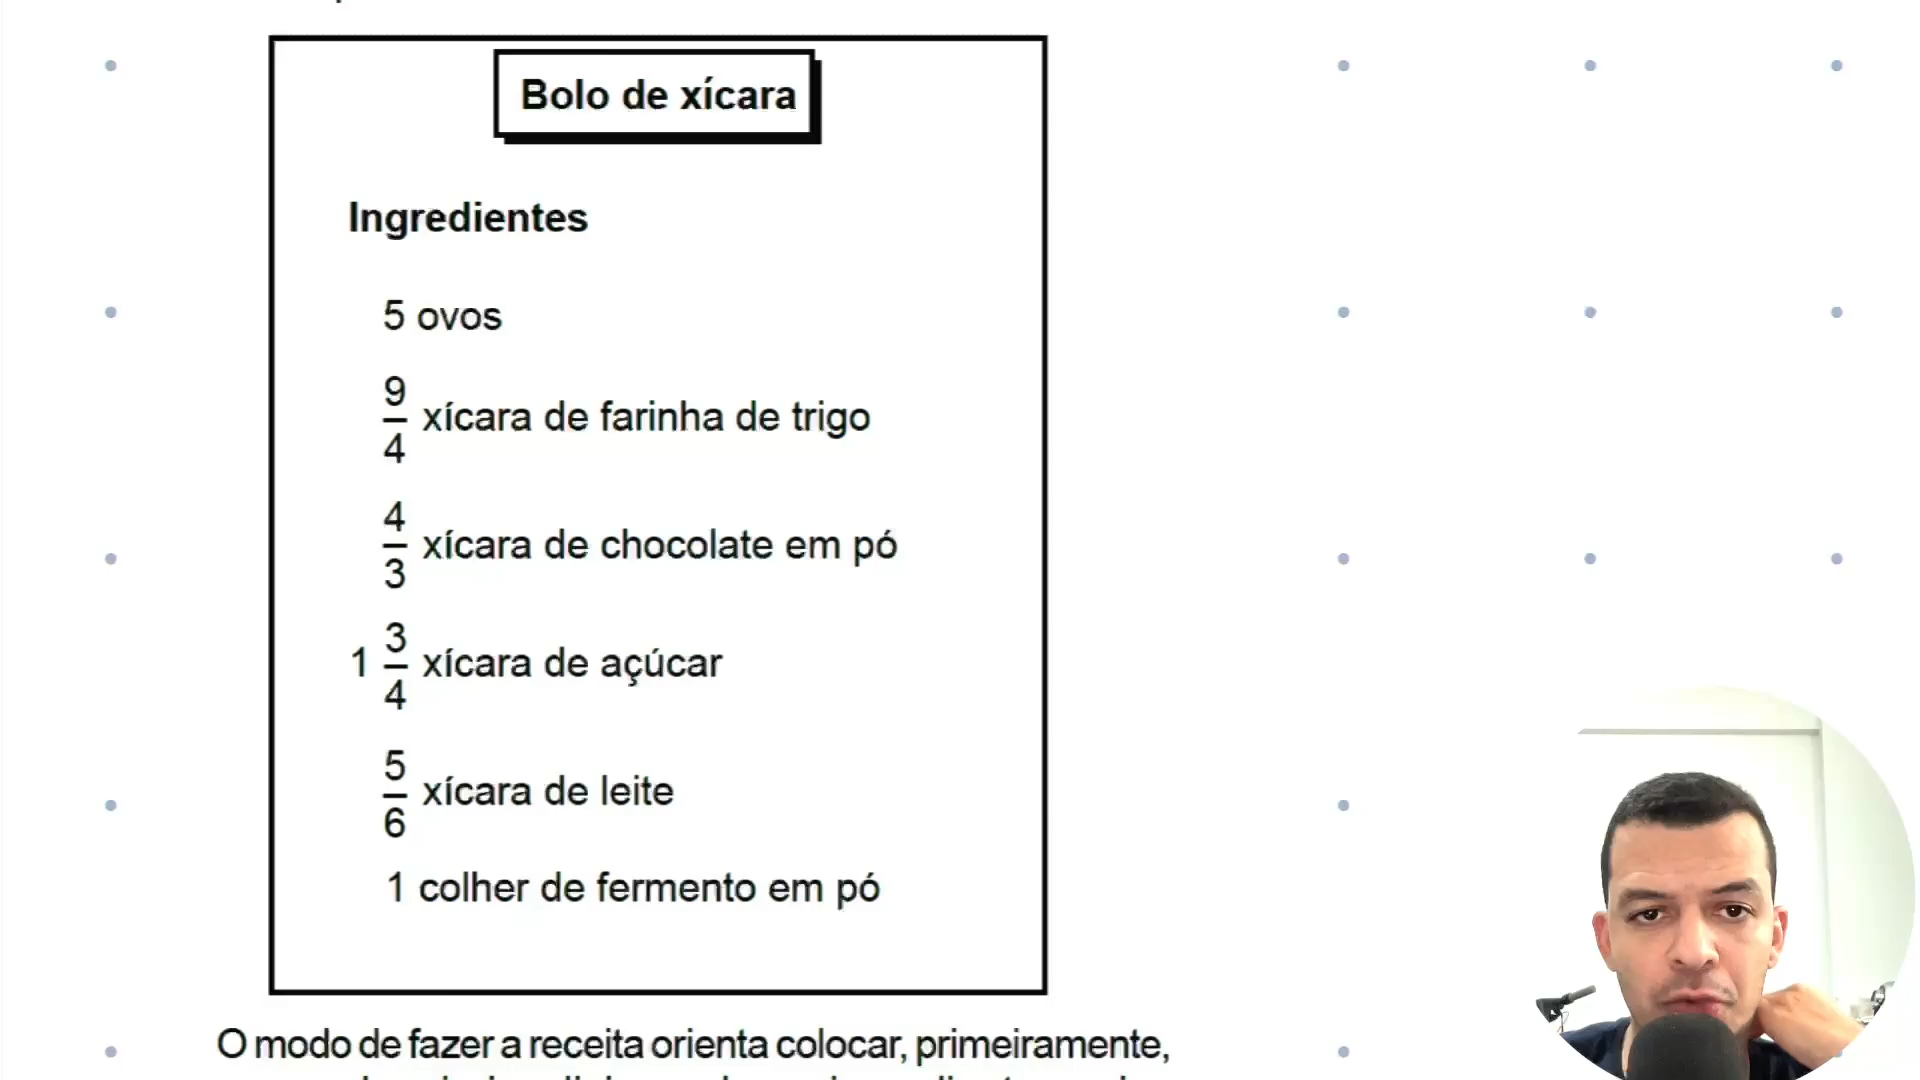 Bolo de xícara
Ingredientes
5 ovos
9/4 xícara de farinha de trigo
4/3 xícara de chocolate em pó
1 3/4 xícara de açúcar
5/6 xícara de leite
1 colher de fermento em pó
O modo de fazer a receita orienta colocar, primeiramente,